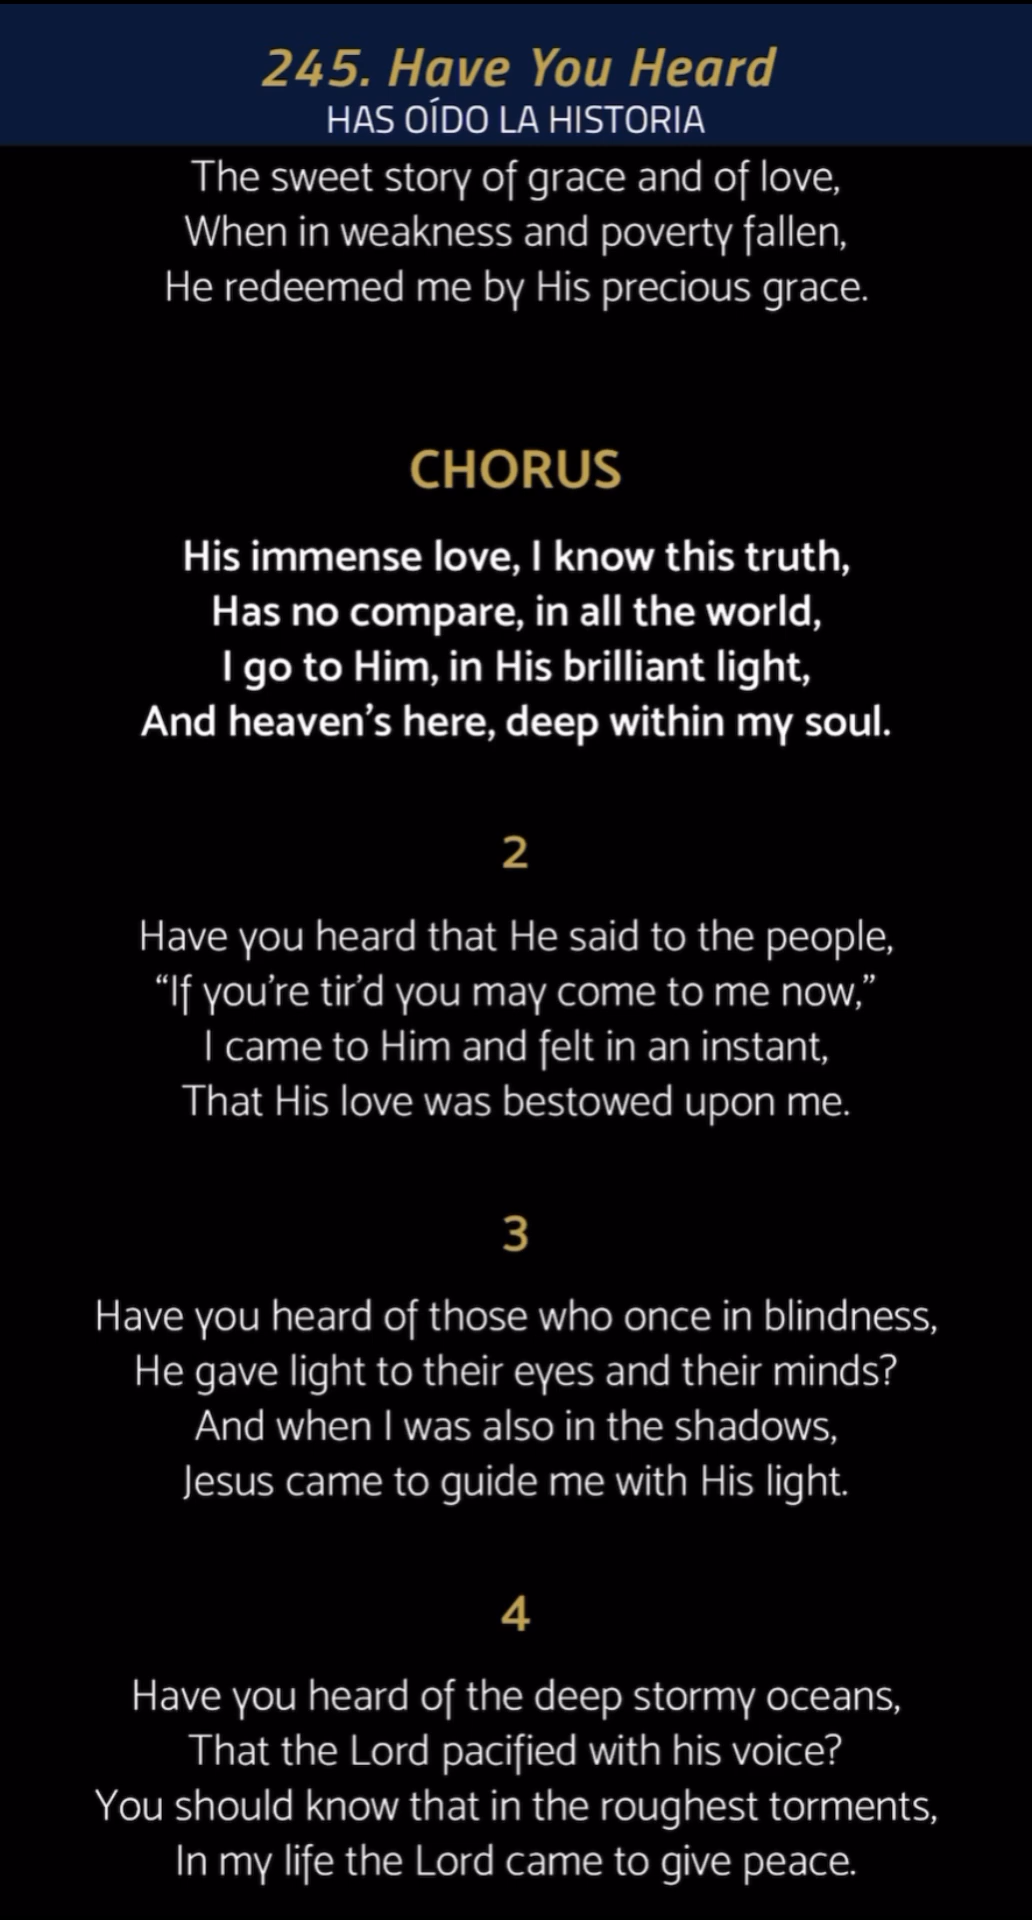 245. Have You Heard
HAS OÍDO LA HISTORIA
The sweet story of grace and of love,
When in weakness and poverty fallen,
He redeemed me by His precious grace.
CHORUS
His immense love, I know this truth,
Has no compare, in all the world,
I go to Him, in His brilliant light,
And heaven’s here, deep within my soul.
2
Have you heard that He said to the people,
“If you’re tir’d you may come to me now,”
I came to Him and felt in an instant,
That His love was bestowed upon me.
3
Have you heard of those who once in blindness,
He gave light to their eyes and their minds?
And when I was also in the shadows,
Jesus came to guide me with His light.
4
Have you heard of the deep stormy oceans,
That the Lord pacified with his voice?
You should know that in the roughest torments,
In my life the Lord came to give peace.